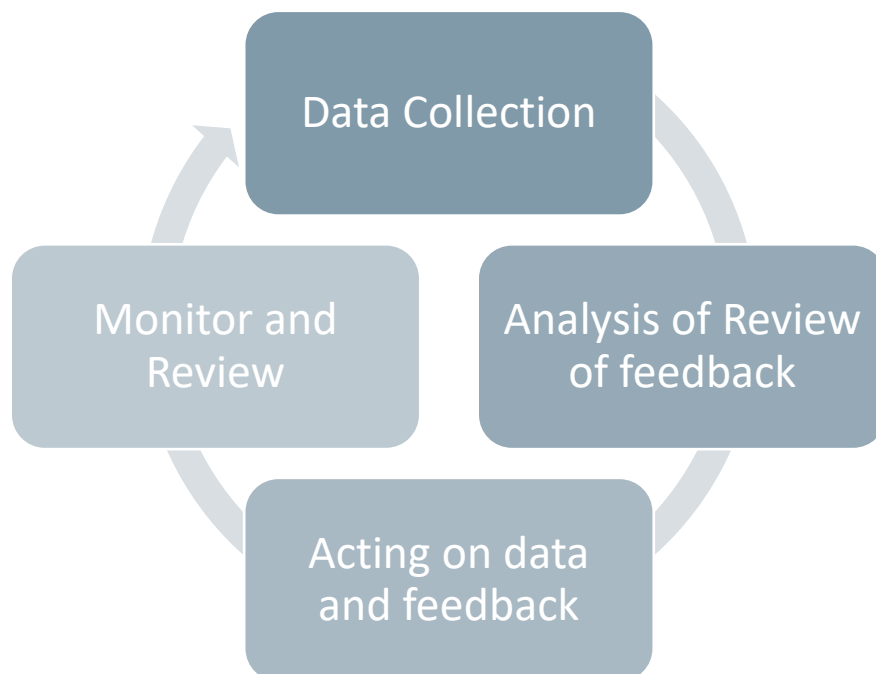 Data Collection
Analysis of Review
of feedback
Acting on data
and feedback
Monitor and
Review